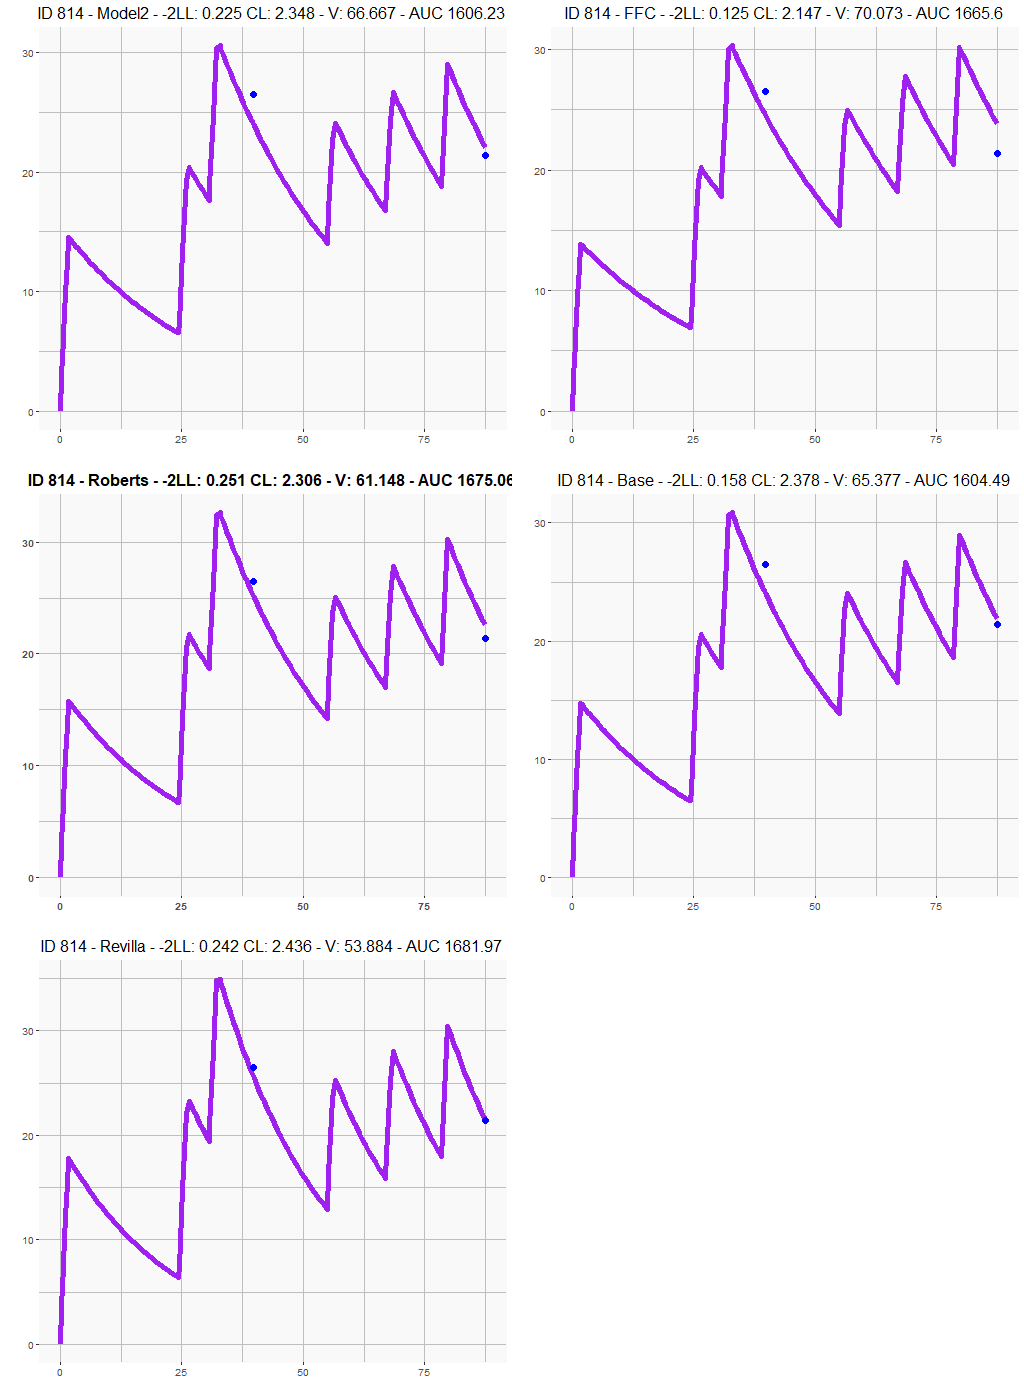 ID 814 - Model2 - -2LL: 0.225 CL: 2.348 - V: 66.667 - AUC 1606.23
30
20
10
0
0 25 50 75
ID 814 - FFC - -2LL: 0.125 CL: 2.147 - V: 70.073 - AUC 1665.6
30
20
10
0
0 25 50 75
ID 814 - Roberts - -2LL: 0.251 CL: 2.306 - V: 61.148 - AUC 1675.06
30
20
10
0
0 25 50 75
ID 814 - Base - -2LL: 0.158 CL: 2.378 - V: 65.377 - AUC 1604.49
30
20
10
0
0 25 50 75
ID 814 - Revilla - -2LL: 0.242 CL: 2.436 - V: 53.884 - AUC 1681.97
30
20
10
0
0 25 50 75